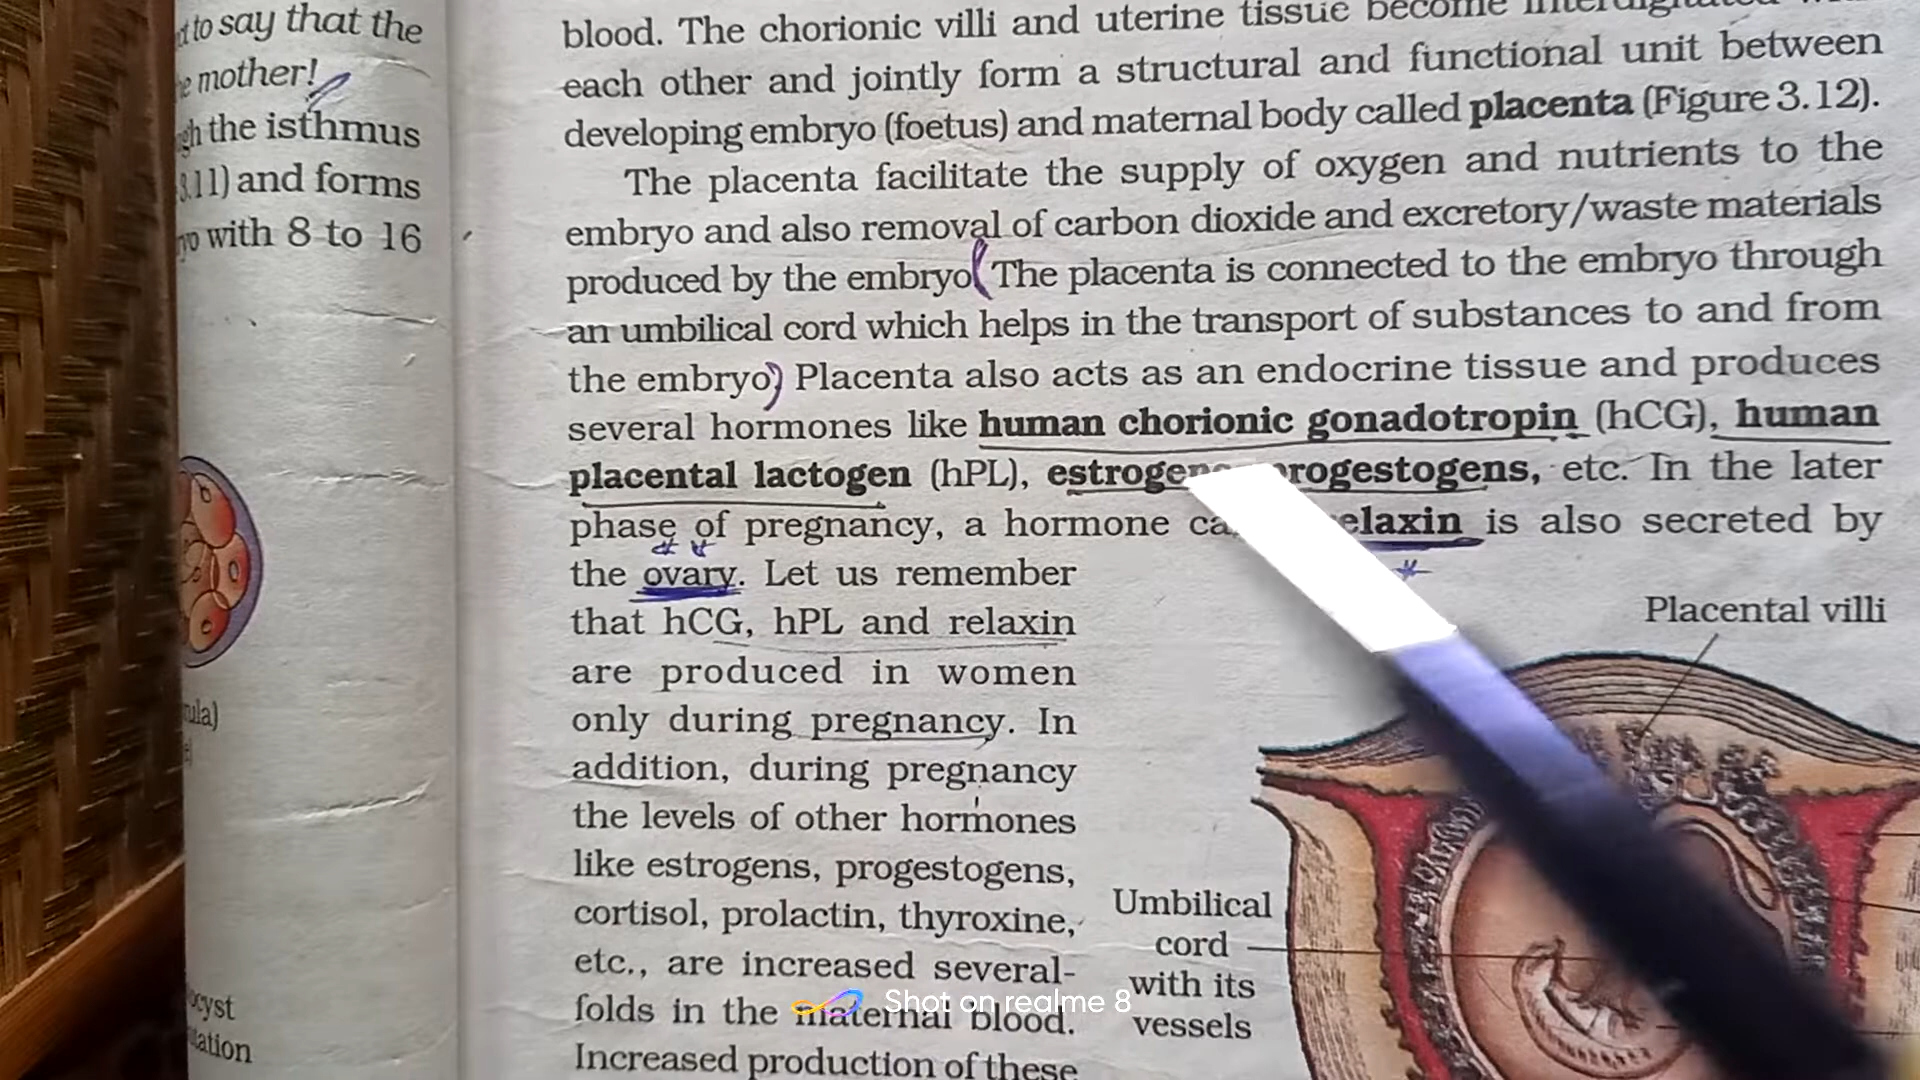 to say that the
mother!
the isthmus
3.11) and forms
with 8 to 16
blood. The chorionic villi and uterine tissue become
each other and jointly form a structural and functional unit between
developing embryo (foetus) and maternal body called placenta (Figure 3.12).
The placenta facilitate the supply of oxygen and nutrients to the
embryo and also removal of carbon dioxide and excretory/waste materials
produced by the embryo (The placenta is connected to the embryo through
an umbilical cord which helps in the transport of substances to and from
the embryo) Placenta also acts as an endocrine tissue and produces
several hormones like human chorionic gonadotropin (hCG), human
placental lactogen (hPL), etc. In the later
phase of pregnancy, a hormone is also secreted by
the ovary. Let us remember
that hCG, hPL and relaxin
are produced in women
only during pregnancy. In
addition, during pregnancy
the levels of other hormones
like estrogens, progestogens,
cortisol, prolactin, thyroxine,
etc., are increased several-
folds in the maternal blood.
Increased production of these
Placental villi
Umbilical
cord
with its
vessels
Shot on realme 8